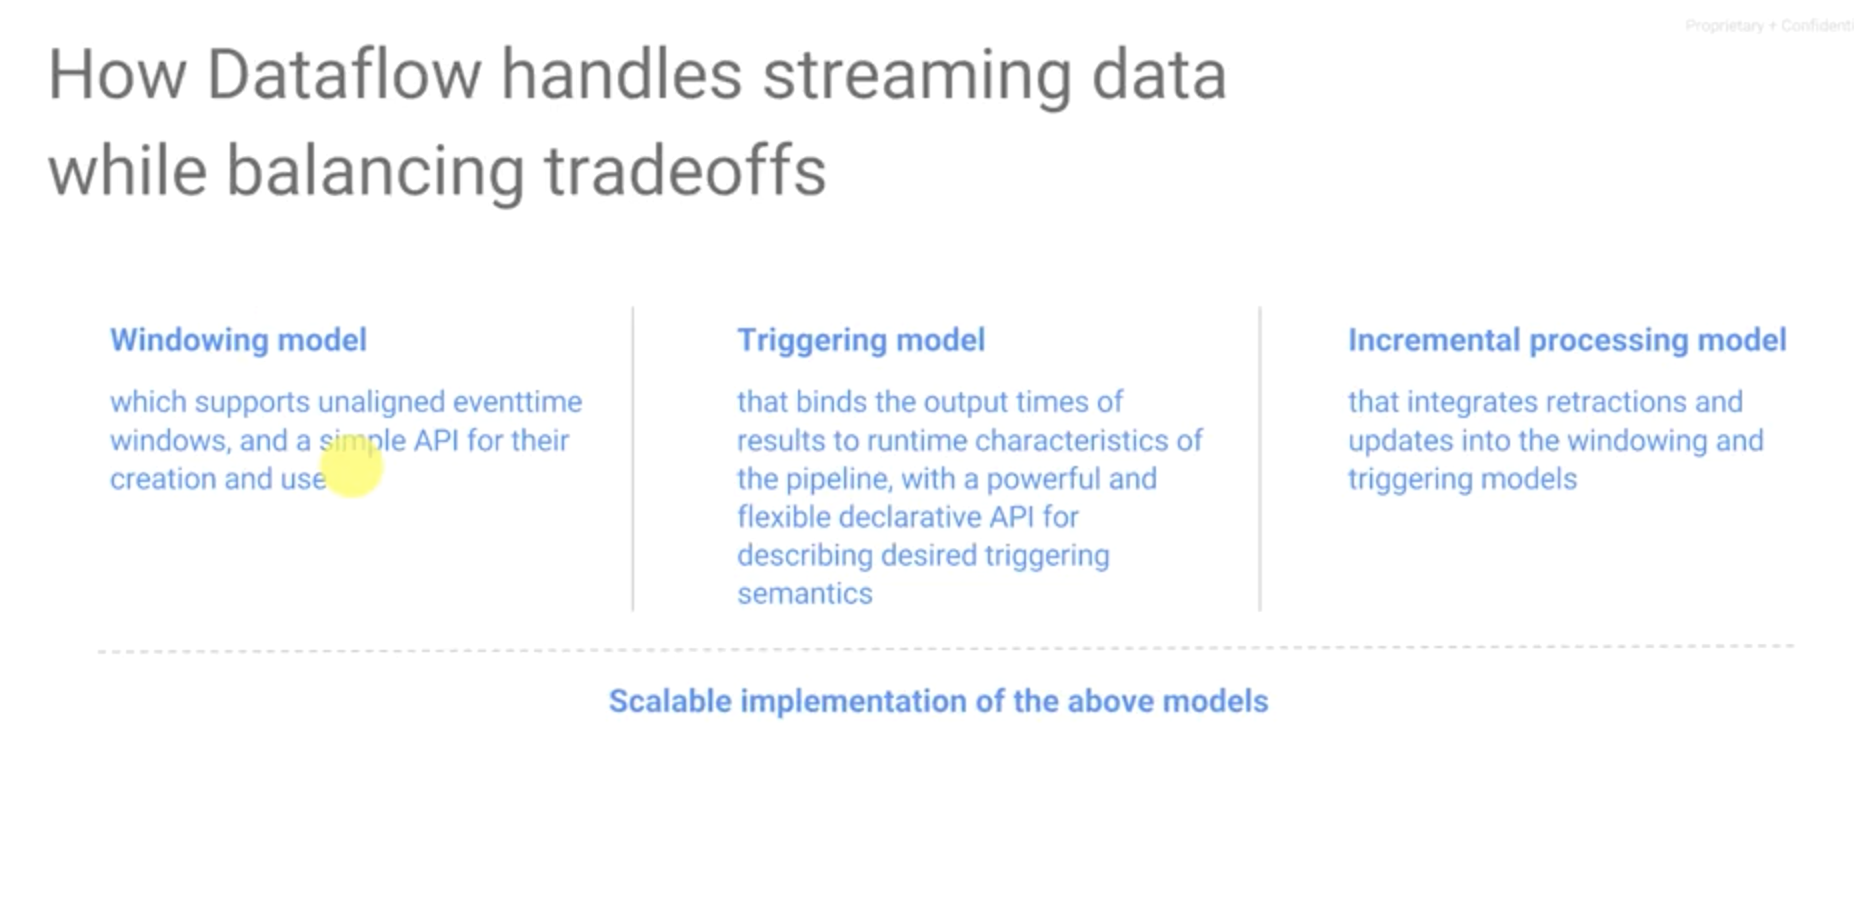 Proprietary + Confidenti
How Dataflow handles streaming data
while balancing tradeoffs
Windowing model
which supports unaligned eventtime
windows, and a simple API for their
creation and use
Triggering model
that binds the output times of
results to runtime characteristics of
the pipeline, with a powerful and
flexible declarative API for
describing desired triggering
semantics
Incremental processing model
that integrates retractions and
updates into the windowing and
triggering models
Scalable implementation of the above models